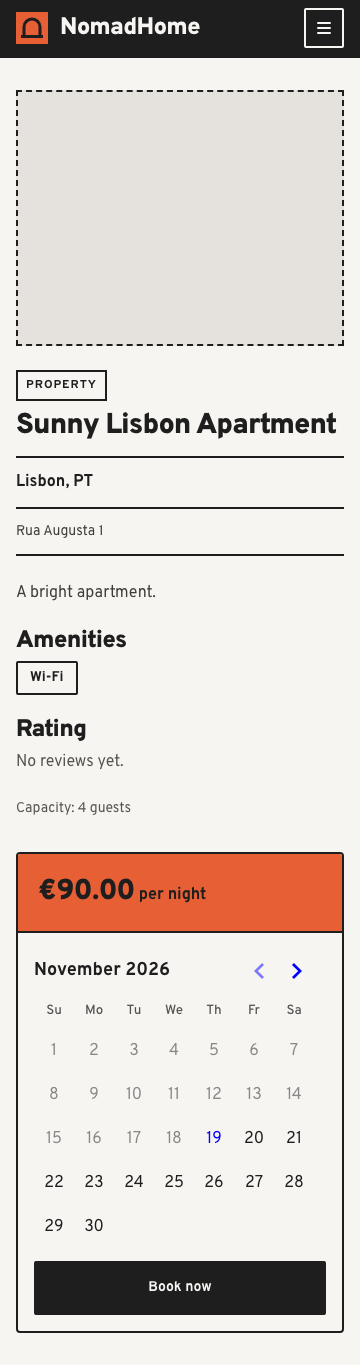 NomadHome
PROPERTY
Sunny Lisbon Apartment
Lisbon, PT
Rua Augusta 1
A bright apartment.
Amenities
Wi-Fi
Rating
No reviews yet.
Capacity: 4 guests
€90.00 per night
November 2026
Su Mo Tu We Th Fr Sa
1 2 3 4 5 6 7
8 9 10 11 12 13 14
15 16 17 18 19 20 21
22 23 24 25 26 27 28
29 30
Book now